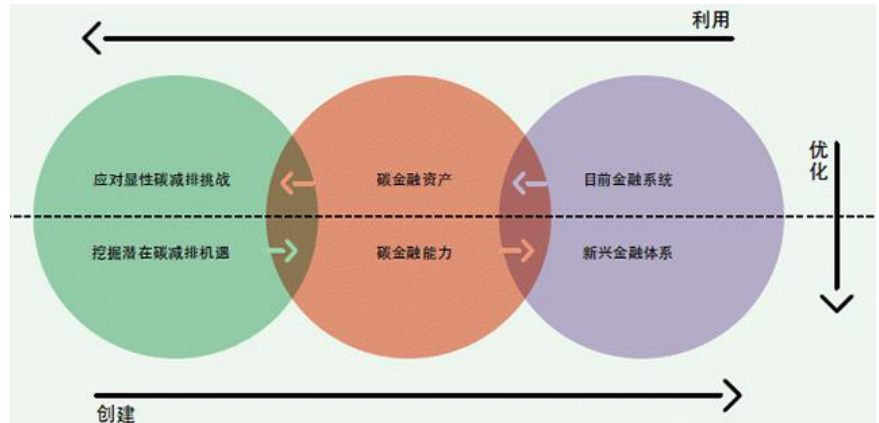 利用
应对显性碳减排挑战
碳金融资产
目前金融系统
优化
挖掘潜在碳减排机遇
碳金融能力
新兴金融体系
创建